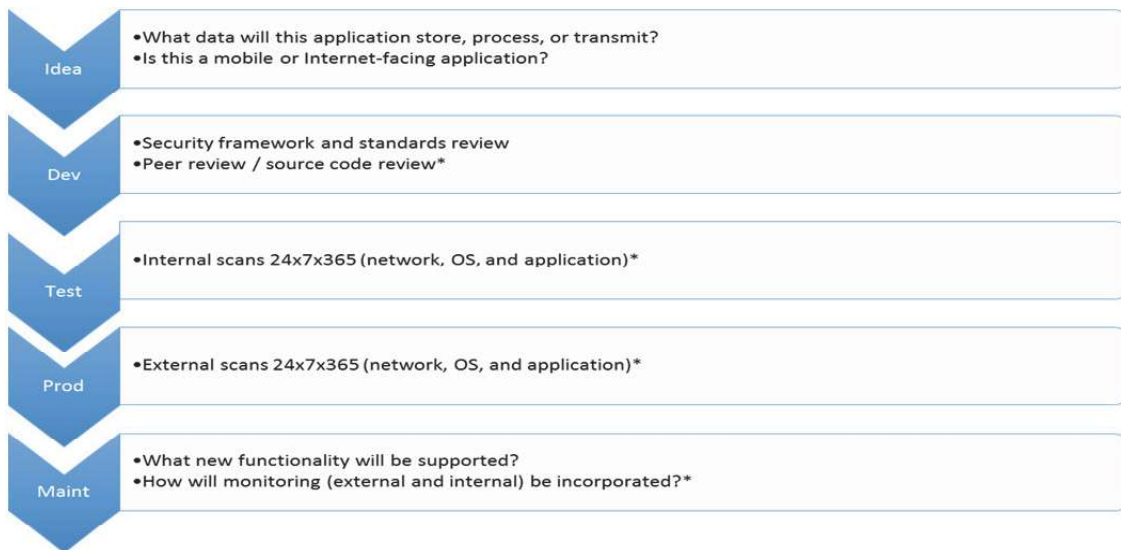 Idea
•What data will this application store, process, or transmit?
•Is this a mobile or Internet-facing application?
Dev
•Security framework and standards review
•Peer review / source code review*
Test
•Internal scans 24x7x365 (network, OS, and application)*
Prod
•External scans 24x7x365 (network, OS, and application)*
Maint
•What new functionality will be supported?
•How will monitoring (external and internal) be incorporated?*